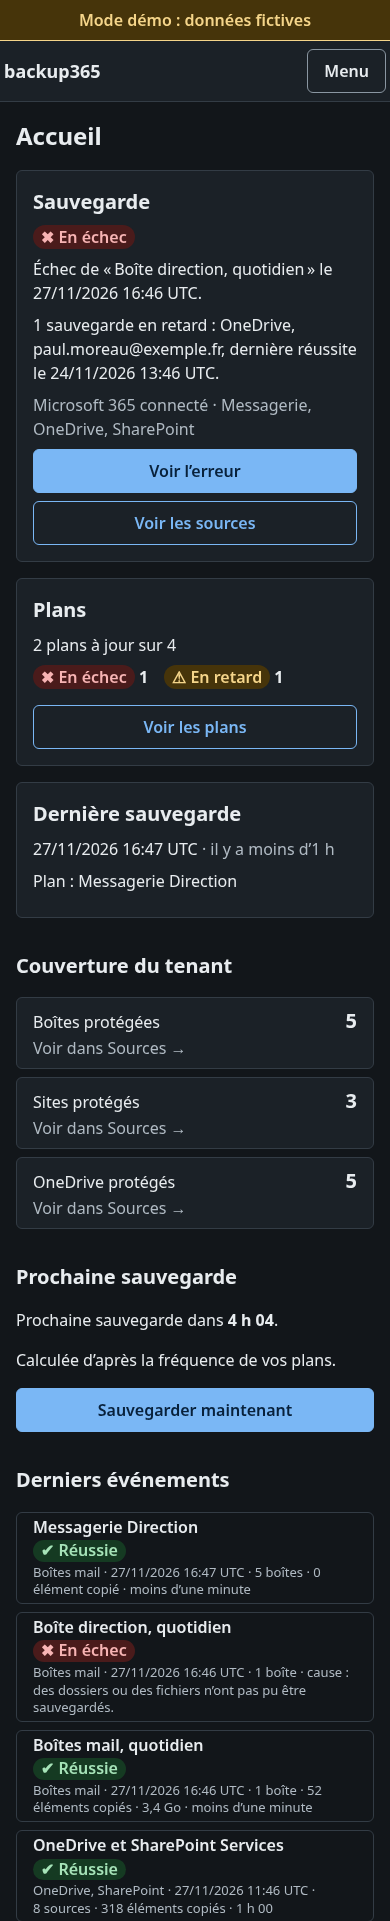 Mode démo : données fictives
backup365
Menu
Accueil
Sauvegarde
✖ En échec
Échec de « Boîte direction, quotidien » le
27/11/2026 16:46 UTC.
1 sauvegarde en retard : OneDrive,
paul.moreau@exemple.fr, dernière réussite
le 24/11/2026 13:46 UTC.
Microsoft 365 connecté · Messagerie,
OneDrive, SharePoint
Voir l’erreur
Voir les sources
Plans
2 plans à jour sur 4
✖ En échec 1 ⚠ En retard 1
Voir les plans
Dernière sauvegarde
27/11/2026 16:47 UTC · il y a moins d’1 h
Plan : Messagerie Direction
Couverture du tenant
Boîtes protégées 5
Voir dans Sources →
Sites protégés 3
Voir dans Sources →
OneDrive protégés 5
Voir dans Sources →
Prochaine sauvegarde
Prochaine sauvegarde dans 4 h 04.
Calculée d’après la fréquence de vos plans.
Sauvegarder maintenant
Derniers événements
Messagerie Direction
✔ Réussie
Boîtes mail · 27/11/2026 16:47 UTC · 5 boîtes · 0
élément copié · moins d’une minute
Boîte direction, quotidien
✖ En échec
Boîtes mail · 27/11/2026 16:46 UTC · 1 boîte · cause :
des dossiers ou des fichiers n’ont pas pu être
sauvegardés.
Boîtes mail, quotidien
✔ Réussie
Boîtes mail · 27/11/2026 16:46 UTC · 1 boîte · 52
éléments copiés · 3,4 Go · moins d’une minute
OneDrive et SharePoint Services
✔ Réussie
OneDrive, SharePoint · 27/11/2026 11:46 UTC ·
8 sources · 318 éléments copiés · 1 h 00